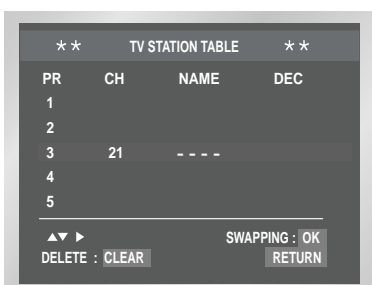 ** TV STATION TABLE **
PR CH NAME DEC
1
2
3 21 - - - -
4
5
▲▼ ▶ SWAPPING : OK
DELETE : CLEAR RETURN